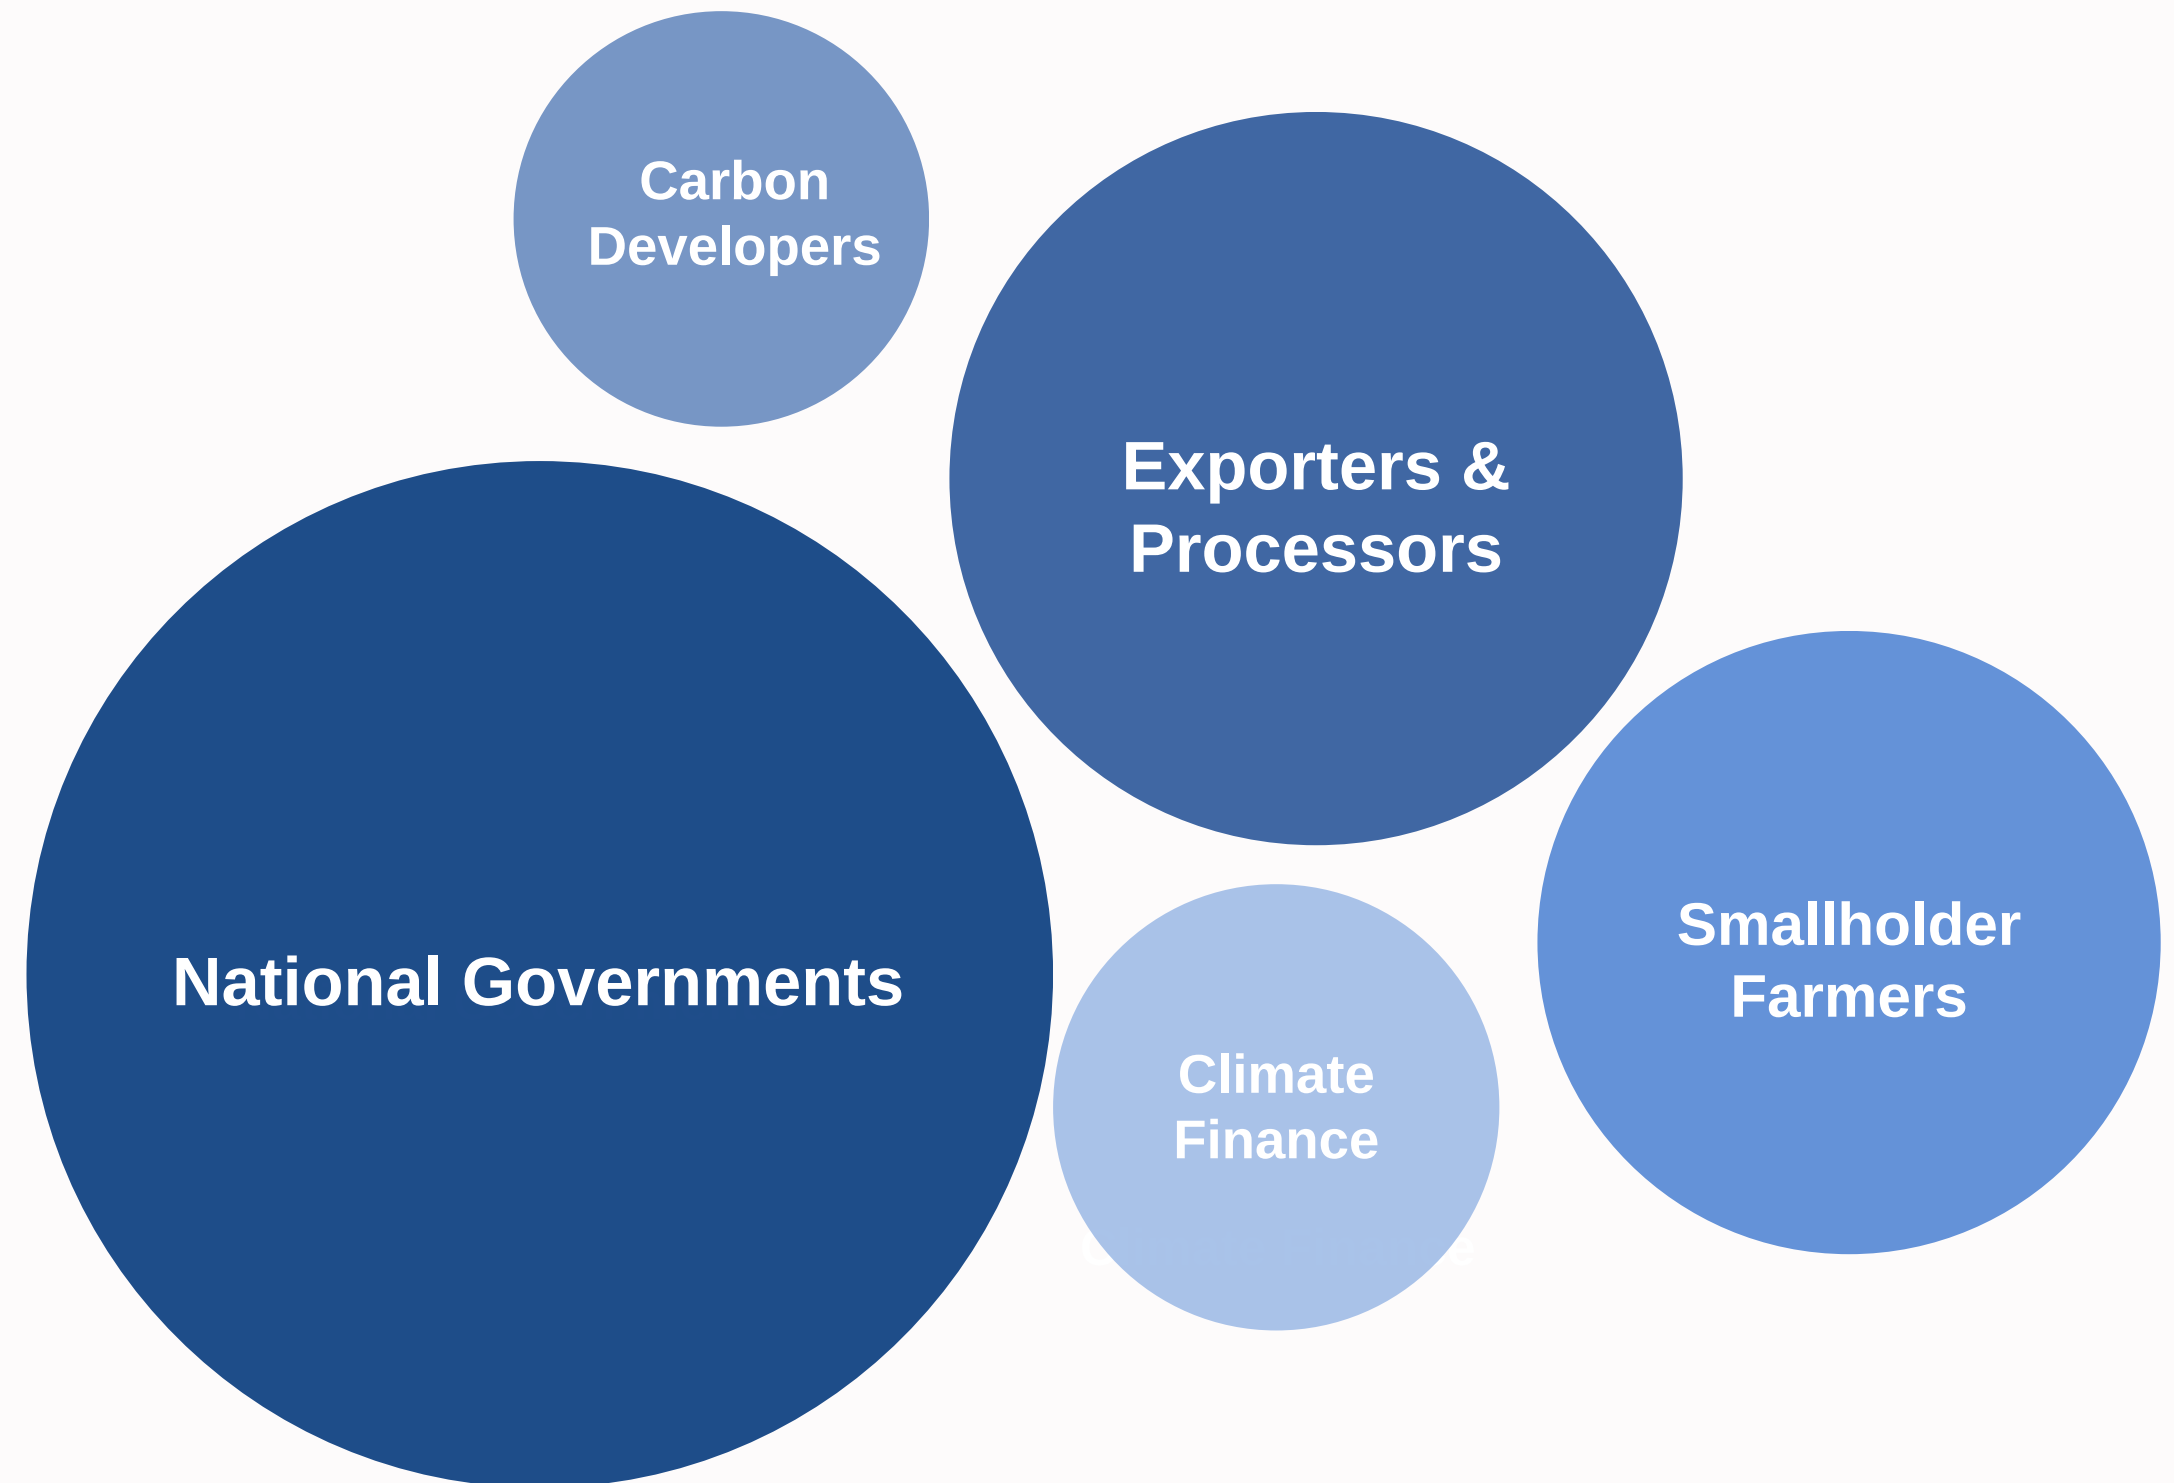 Carbon
Developers
Exporters &
Processors
National Governments
Smallholder
Farmers
Climate
Finance